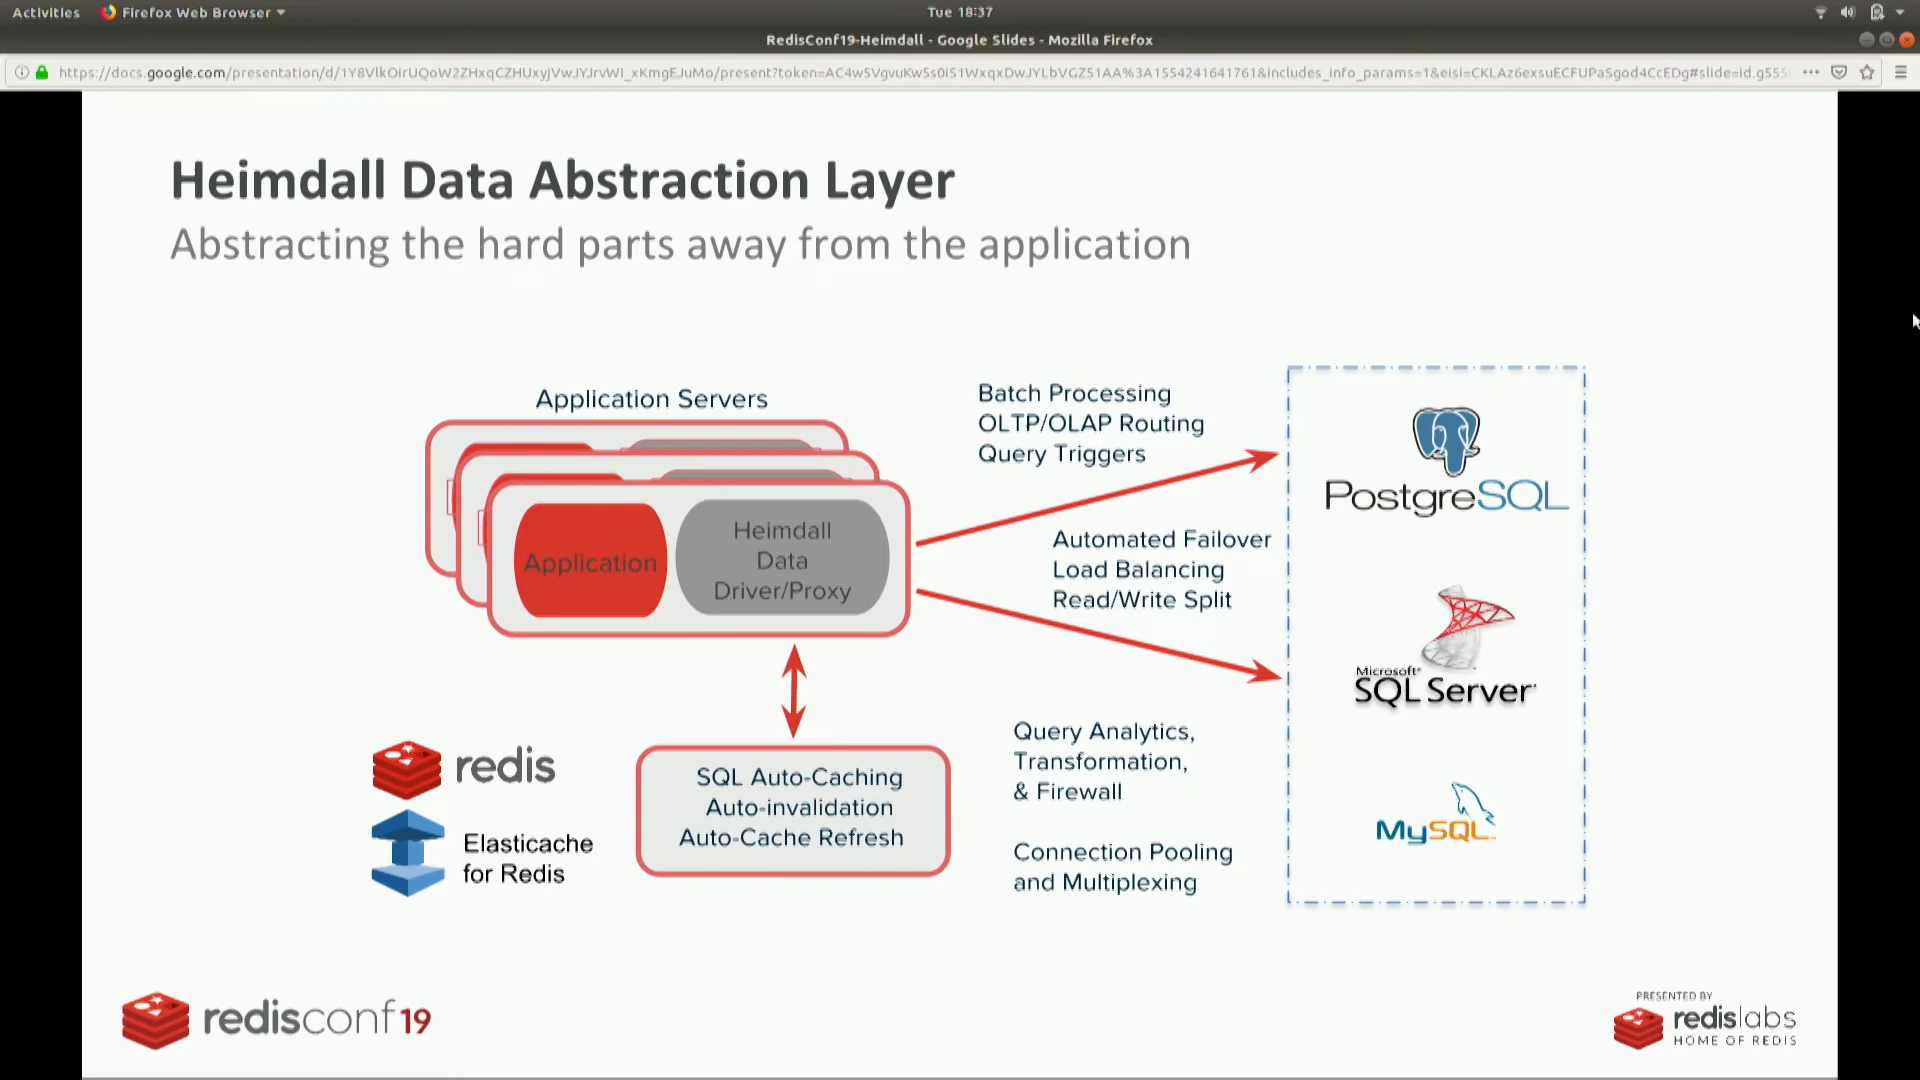 Activities
Firefox Web Browser
Tue 18:37
RedisConf19-Heimdall - Google Slides - Mozilla Firefox
Heimdall Data Abstraction Layer
Abstracting the hard parts away from the application
Application Servers
Application
Heimdall
Data
Driver/Proxy
Batch Processing
OLTP/OLAP Routing
Query Triggers
Automated Failover
Load Balancing
Read/Write Split
PostgreSQL
Microsoft
SQL Server
MySQL
redis
Elasticache
for Redis
SQL Auto-Caching
Auto-invalidation
Auto-Cache Refresh
Query Analytics,
Transformation,
& Firewall
Connection Pooling
and Multiplexing
redisconf19
PRESENTED BY
redislabs
HOME OF REDIS